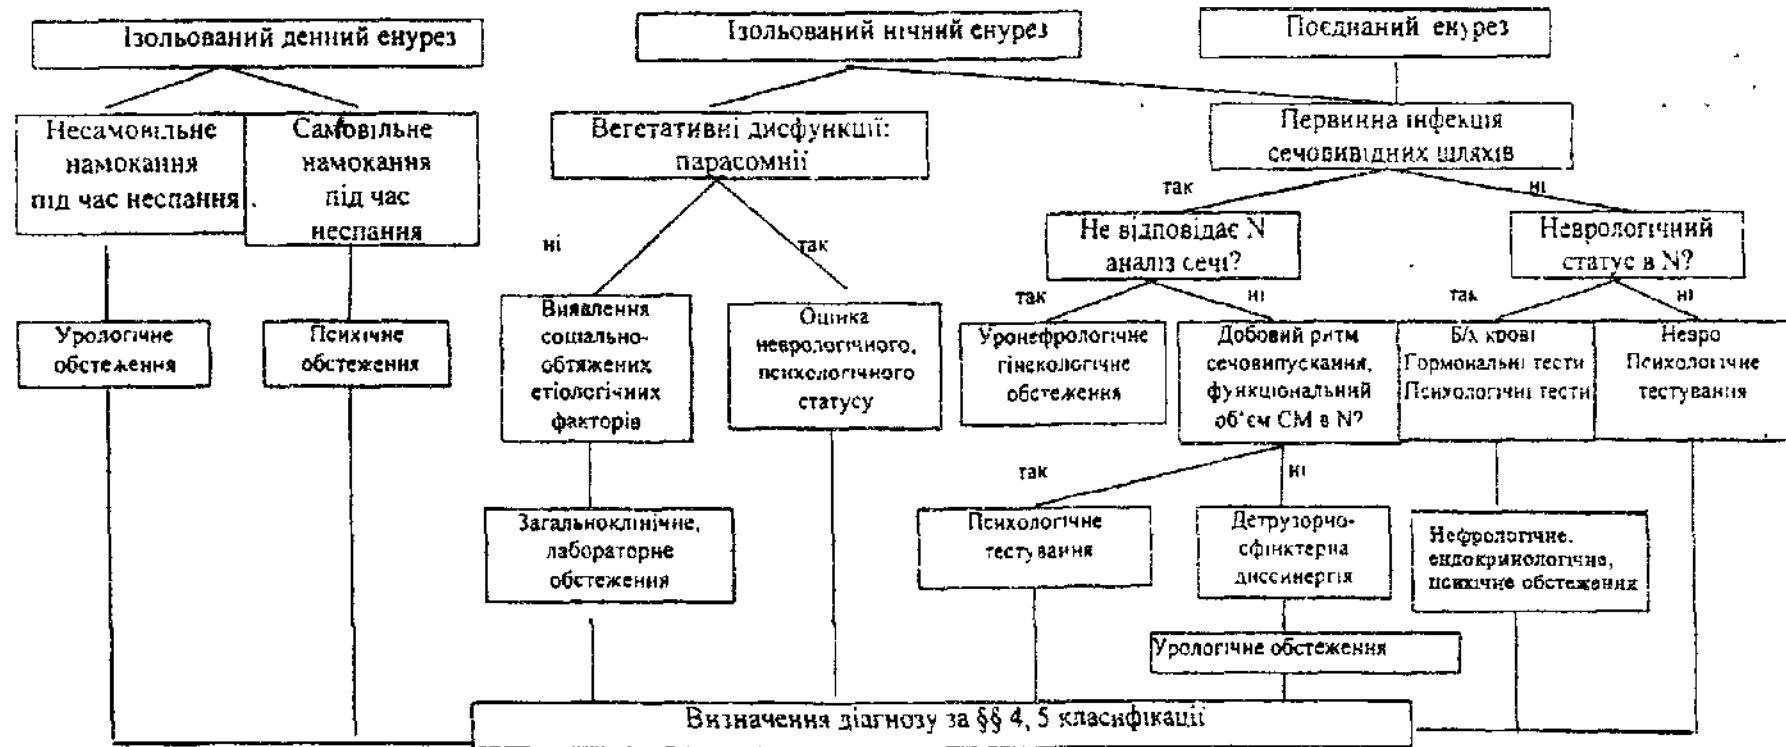 Ізольований денний енурез
Ізольований нічний енурез
Поєднаний енурез
Несамовільне
намокання
під час неспання
Самовільне
намокання
під час
неспання
Вегетативні дисфункції:
парасомнії
Первинна інфекція
сечовивідних шляхів
ні
так
так
ні
Не відповідає N
аналіз сечі?
Неврологічний
статус в N?
так
ні
так
ні
Урологічне
обстеження
Психічне
обстеження
Виявлення
соціально-
обтяжених
етіологічних
факторів
Оцінка
неврологічного,
психологічного
статусу
Уронефрологічне
гінекологічне
обстеження
Добовий ритм
сечовипускання,
функціональний
об'єм СМ в N?
Б/х крові
Гормональні тести
Психологічні тести
Невро
Психологічне
тестування
так
ні
Загальноклінічне,
лабораторне
обстеження
Психологічне
тестування
Детрузорно-
сфінктерна
диссинергія
Нефрологічне,
ендокринологічне,
психічне обстеження
Урологічне обстеження
Визначення діагнозу за §§ 4, 5 класифікації